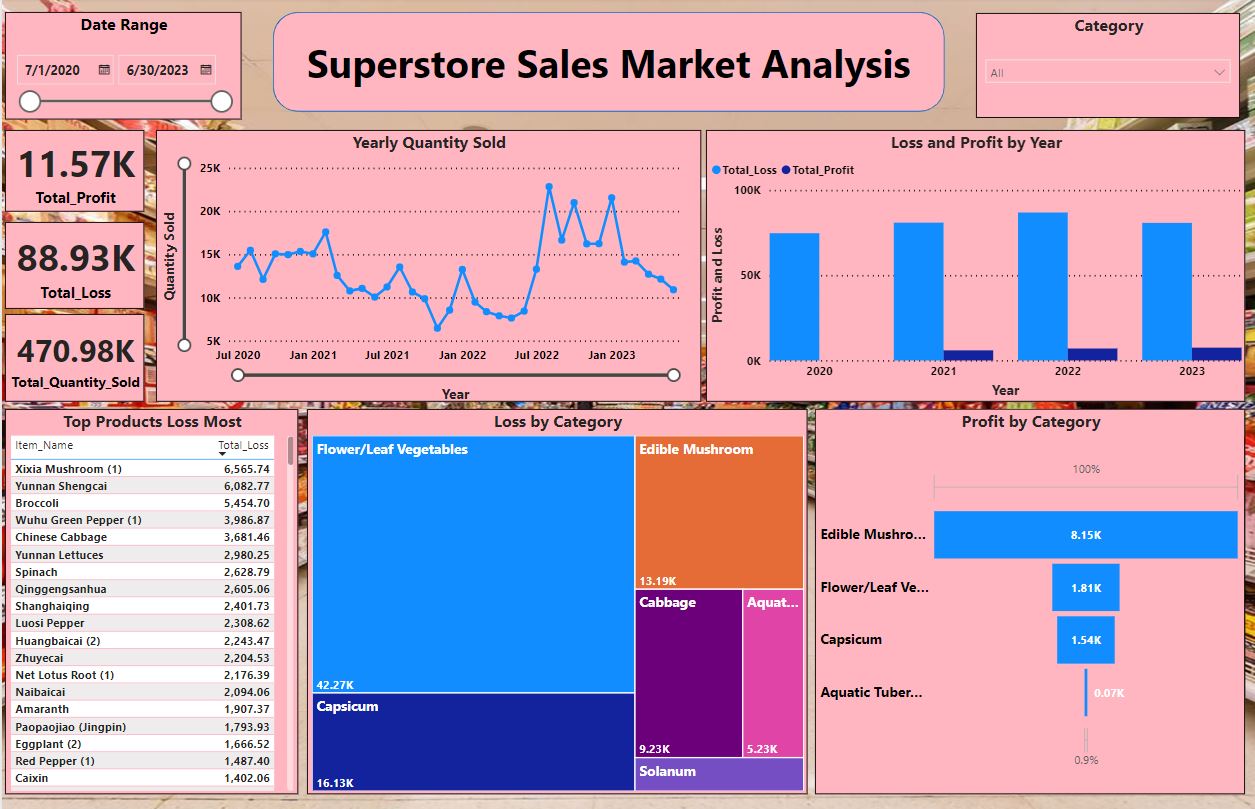 Date Range
7/1/2020 6/30/2023
Superstore Sales Market Analysis
Category
All
11.57K
Total_Profit
88.93K
Total_Loss
470.98K
Total_Quantity_Sold
Yearly Quantity Sold
Quantity Sold
25K
20K
15K
10K
5K
Jul 2020 Jan 2021 Jul 2021 Jan 2022 Jul 2022 Jan 2023
Year
Loss and Profit by Year
Total_Loss Total_Profit
Profit and Loss
100K
50K
0K
2020 2021 2022 2023
Year
Top Products Loss Most
Item_Name Total_Loss
Xixia Mushroom (1) 6,565.74
Yunnan Shengcai 6,082.77
Broccoli 5,454.70
Wuhu Green Pepper (1) 3,986.87
Chinese Cabbage 3,681.46
Yunnan Lettuces 2,980.25
Spinach 2,628.79
Qinggengsanhua 2,605.06
Shanghaiqing 2,401.73
Luosi Pepper 2,308.62
Huangbaicai (2) 2,243.47
Zhuyecai 2,204.53
Net Lotus Root (1) 2,176.39
Naibaicai 2,094.06
Amaranth 1,907.37
Paopaojiao (Jingpin) 1,793.93
Eggplant (2) 1,666.52
Red Pepper (1) 1,487.40
Caixin 1,402.06
Loss by Category
Flower/Leaf Vegetables
42.27K
Capsicum
16.13K
Edible Mushroom
13.19K
Cabbage
9.23K
Aquat...
5.23K
Solanum
Profit by Category
100%
Edible Mushro... 8.15K
Flower/Leaf Ve... 1.81K
Capsicum 1.54K
Aquatic Tuber... 0.07K
0.9%